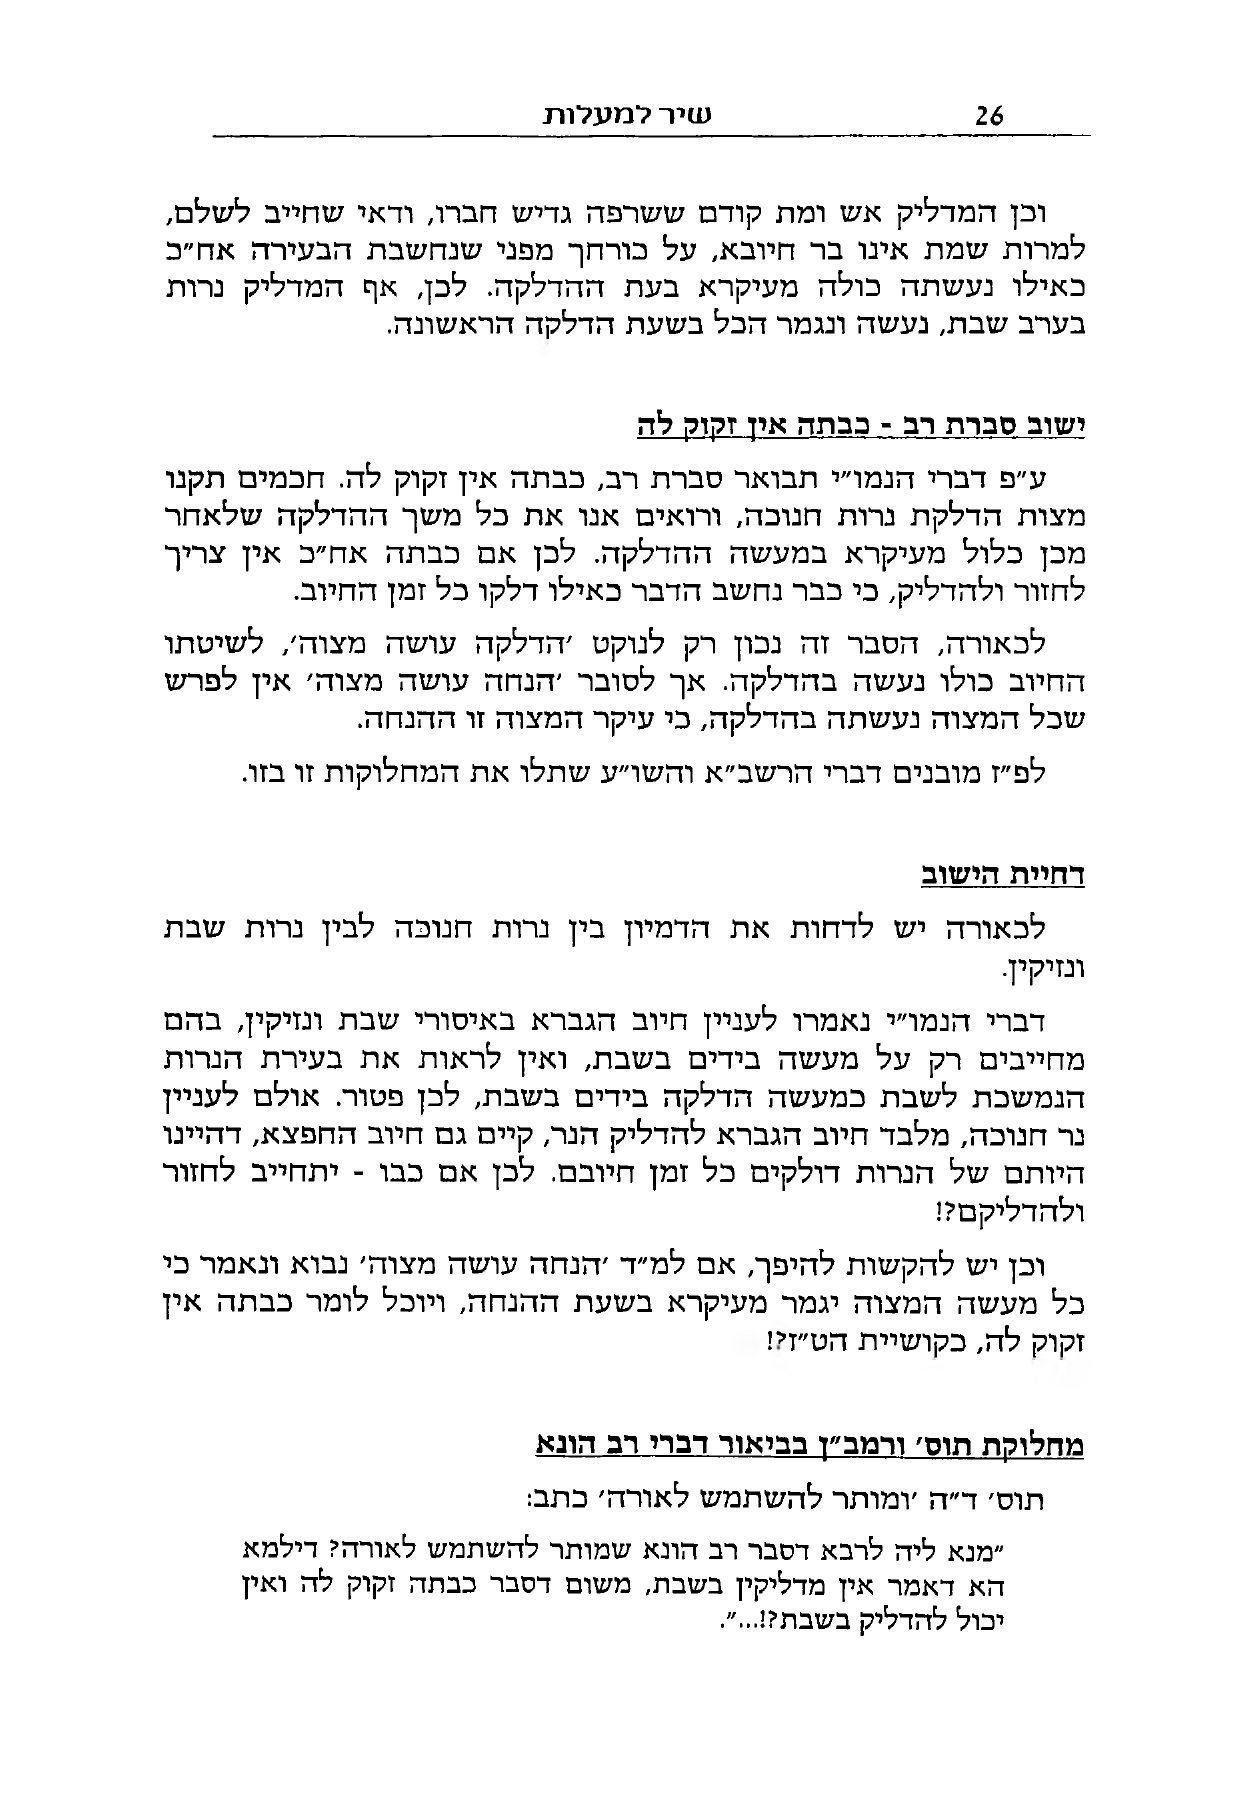 26 שיר למעלות
וכן המדליק אש ומת קודם ששרפה גדיש חברו, ודאי שחייב לשלם,
למרות שמת אינו בר חיובא, על כורחך מפני שנחשבת הבעירה אח״כ
כאילו נעשתה כולה מעיקרא בעת ההדלקה. לכן, אף המדליק נרות
בערב שבת, נעשה ונגמר הכל בשעת הדלקה הראשונה.
ישוב סברת רב - כבתה אין זקוק לה
ע״פ דברי הנמו״י תבואר סברת רב, כבתה אין זקוק לה. חכמים תקנו
מצות הדלקת נרות חנוכה, ורואים אנו את כל משך ההדלקה שלאחר
מכן כלול מעיקרא במעשה ההדלקה. לכן אם כבתה אח״כ אין צריך
לחזור ולהדליק, כי כבר נחשב הדבר כאילו דלקו כל זמן החיוב.
לכאורה, הסבר זה נכון רק לנוקט ׳הדלקה עושה מצוה׳, לשיטתו
החיוב כולו נעשה בהדלקה. אך לסובר ׳הנחה עושה מצוה׳ אין לפרש
שכל המצוה נעשתה בהדלקה, כי עיקר המצוה זו ההנחה.
לפ״ז מובנים דברי הרשב״א והשו״ע שתלו את המחלוקות זו בזו.
דחיית הישוב
לכאורה יש לדחות את הדמיון בין נרות חנוכה לבין נרות שבת
ונזיקין.
דברי הנמו״י נאמרו לעניין חיוב הגברא באיסורי שבת ונזיקין, בהם
מחייבים רק על מעשה בידים בשבת, ואין לראות את בעירת הנרות
הנמשכת לשבת כמעשה הדלקה בידים בשבת, לכן פטור. אולם לעניין
נר חנוכה, מלבד חיוב הגברא להדליק הנר, קיים גם חיוב החפצא, דהיינו
היותם של הנרות דולקים כל זמן חיובם. לכן אם כבו - יתחייב לחזור
ולהדליקם?!
וכן יש להקשות להיפך, אם למ״ד ׳הנחה עושה מצוה׳ נבוא ונאמר כי
כל מעשה המצוה יגמר מעיקרא בשעת ההנחה, ויוכל לומר כבתה אין
זקוק לה, כקושיית הט״ז?!
מחלוקת תוס׳ ורמב״ן בביאור דברי רב הונא
תוס׳ ד״ה ׳ומותר להשתמש לאורה׳ כתב:
״מנא ליה לרבא דסבר רב הונא שמותר להשתמש לאורה? דילמא
הא דאמר אין מדליקין בשבת, משום דסבר כבתה זקוק לה ואין
יכול להדליק בשבת?!...״.